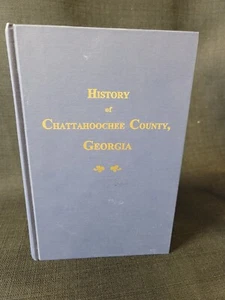 History
of
Chattahoochee County,
Georgia